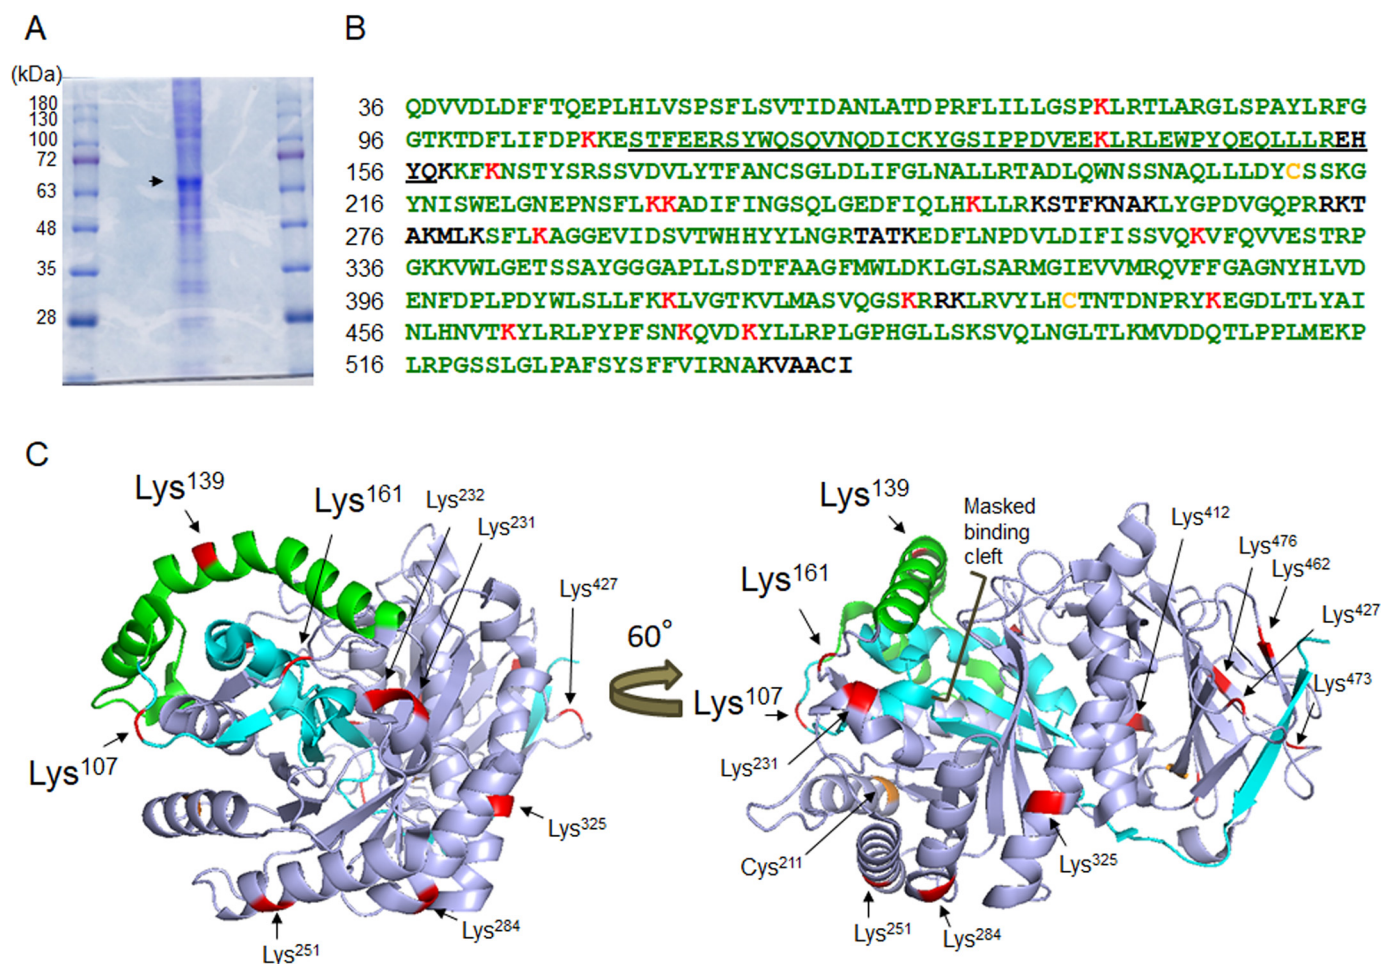 A
B
(kDa)
180
130
100
72
63
48
35
28
36 QDVVDLDFFTQEPLHLVSPSFLSVTIDANLATDPRFLILLGSPKLRTLARGLSPAYLRFG
96 GTKTDFLIFDPKKESTFEERSYWQSQVNQDICKYGSIPPDVEEKLRLEWPYQEQLLLREH
156 YQKKFKNSTYSRSSVDVLYTFANCSGLDLIFGLNALLRTADLQWNSSNAQLLLDYCSSKG
216 YNISWELGNEPNSFLKKADIFINGSQLGEDFIQLHKLLRKSTFKNAKLYGPDVGQPRRKT
276 AKMLKSFLKAGGEVIDSVTWHHYYLNGRTATKEDFLNPDVLDIFISSVQKVFQVVESTRP
336 GKKVWLGETSSAYGGGAPLLSDTFAAGFMWLDKLGLSARMGIEVVMRQVFFGAGNYHLVD
396 ENFDPLPDYWLSLLFKKLVGTKVLMASVQGSKRRKLRVYLHCTNTDNPRYKEGDLTLYAI
456 NLHNVTKYLRLPYPFSNKQVDKYLLRPLGPHGLLSKSVQLNGLTLKMVDDQTLPPLMEKP
516 LRPGSSLGLPAFSYSFFVIRNAKVAACI
C
Lys139
Lys161
Lys232
Lys231
Lys427
Lys107
Lys325
Lys284
Lys251
60°
Lys139
Masked
binding
cleft
Lys412
Lys476
Lys462
Lys161
Lys427
Lys107
Lys473
Lys231
Cys211
Lys325
Lys251
Lys284